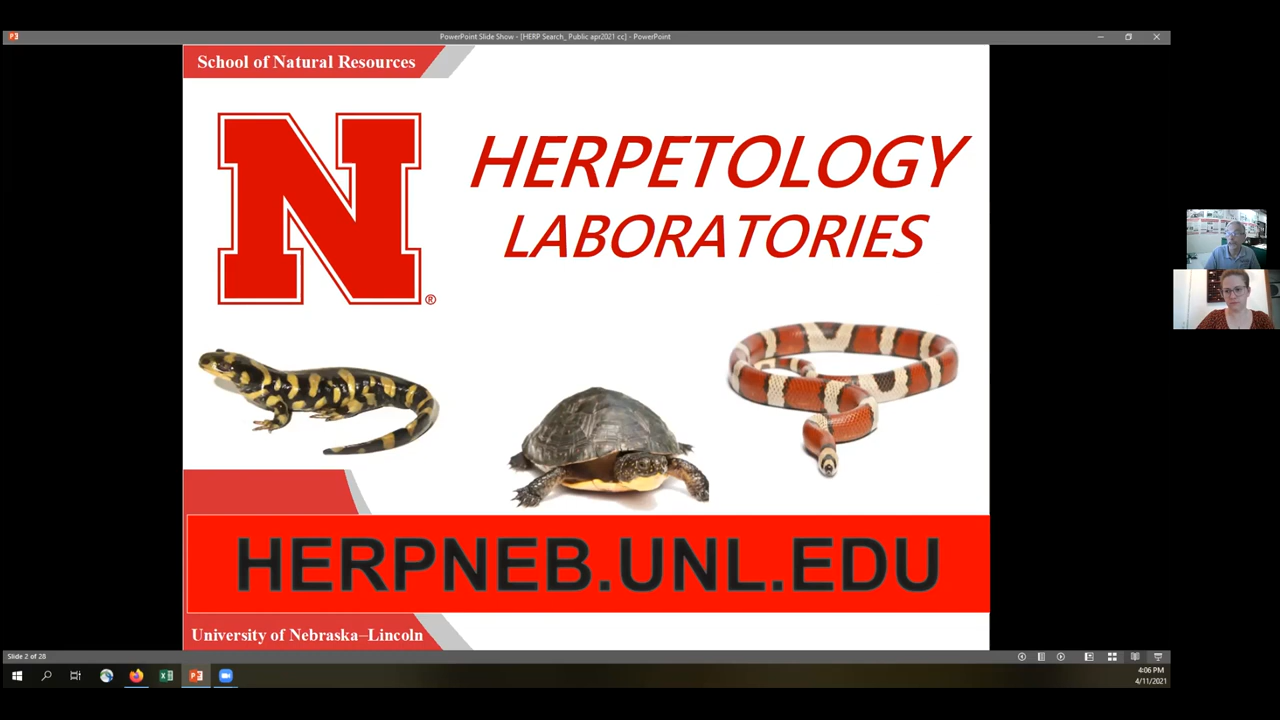 PowerPoint Slide Show - [HERP Search_ Public apr2021 cc] - PowerPoint
School of Natural Resources
N
®
HERPETOLOGY
LABORATORIES
HERPNEB.UNL.EDU
University of Nebraska–Lincoln
Slide 2 of 28
4:06 PM
4/11/2021